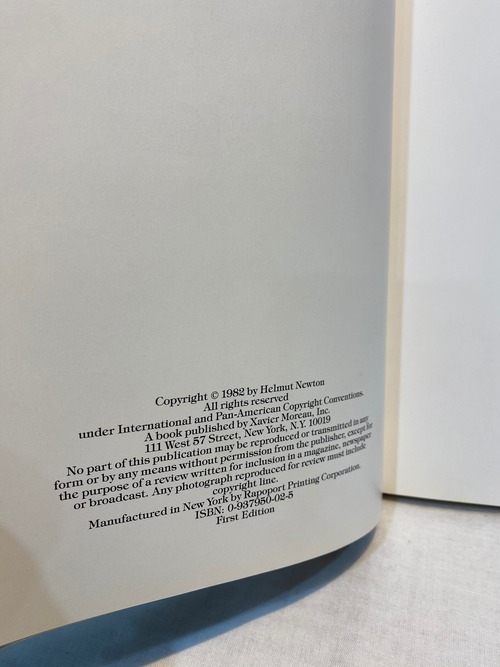 Copyright © 1982 by Helmut Newton
All rights reserved
under International and Pan-American Copyright Conventions.
A book published by Xavier Moreau, Inc.
111 West 57 Street, New York, N.Y. 10019
No part of this publication may be reproduced or transmitted in any
form or by any means without permission from the publisher, except for
the purpose of a review written for inclusion in a magazine, newspaper
or broadcast. Any photograph reproduced for review must include
copyright line.
Manufactured in New York by Rapoport Printing Corporation.
ISBN: 0-937950-02-5
First Edition